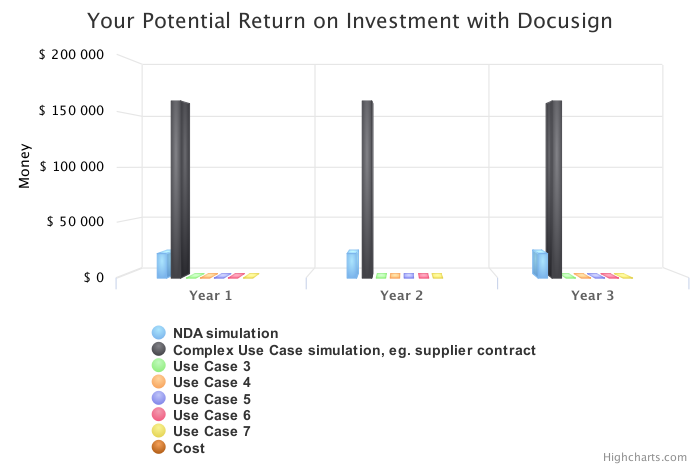 Your Potential Return on Investment with Docusign
$ 200 000
$ 150 000
$ 100 000
$ 50 000
$ 0
Money
Year 1
Year 2
Year 3
NDA simulation
Complex Use Case simulation, eg. supplier contract
Use Case 3
Use Case 4
Use Case 5
Use Case 6
Use Case 7
Cost
Highcharts.com